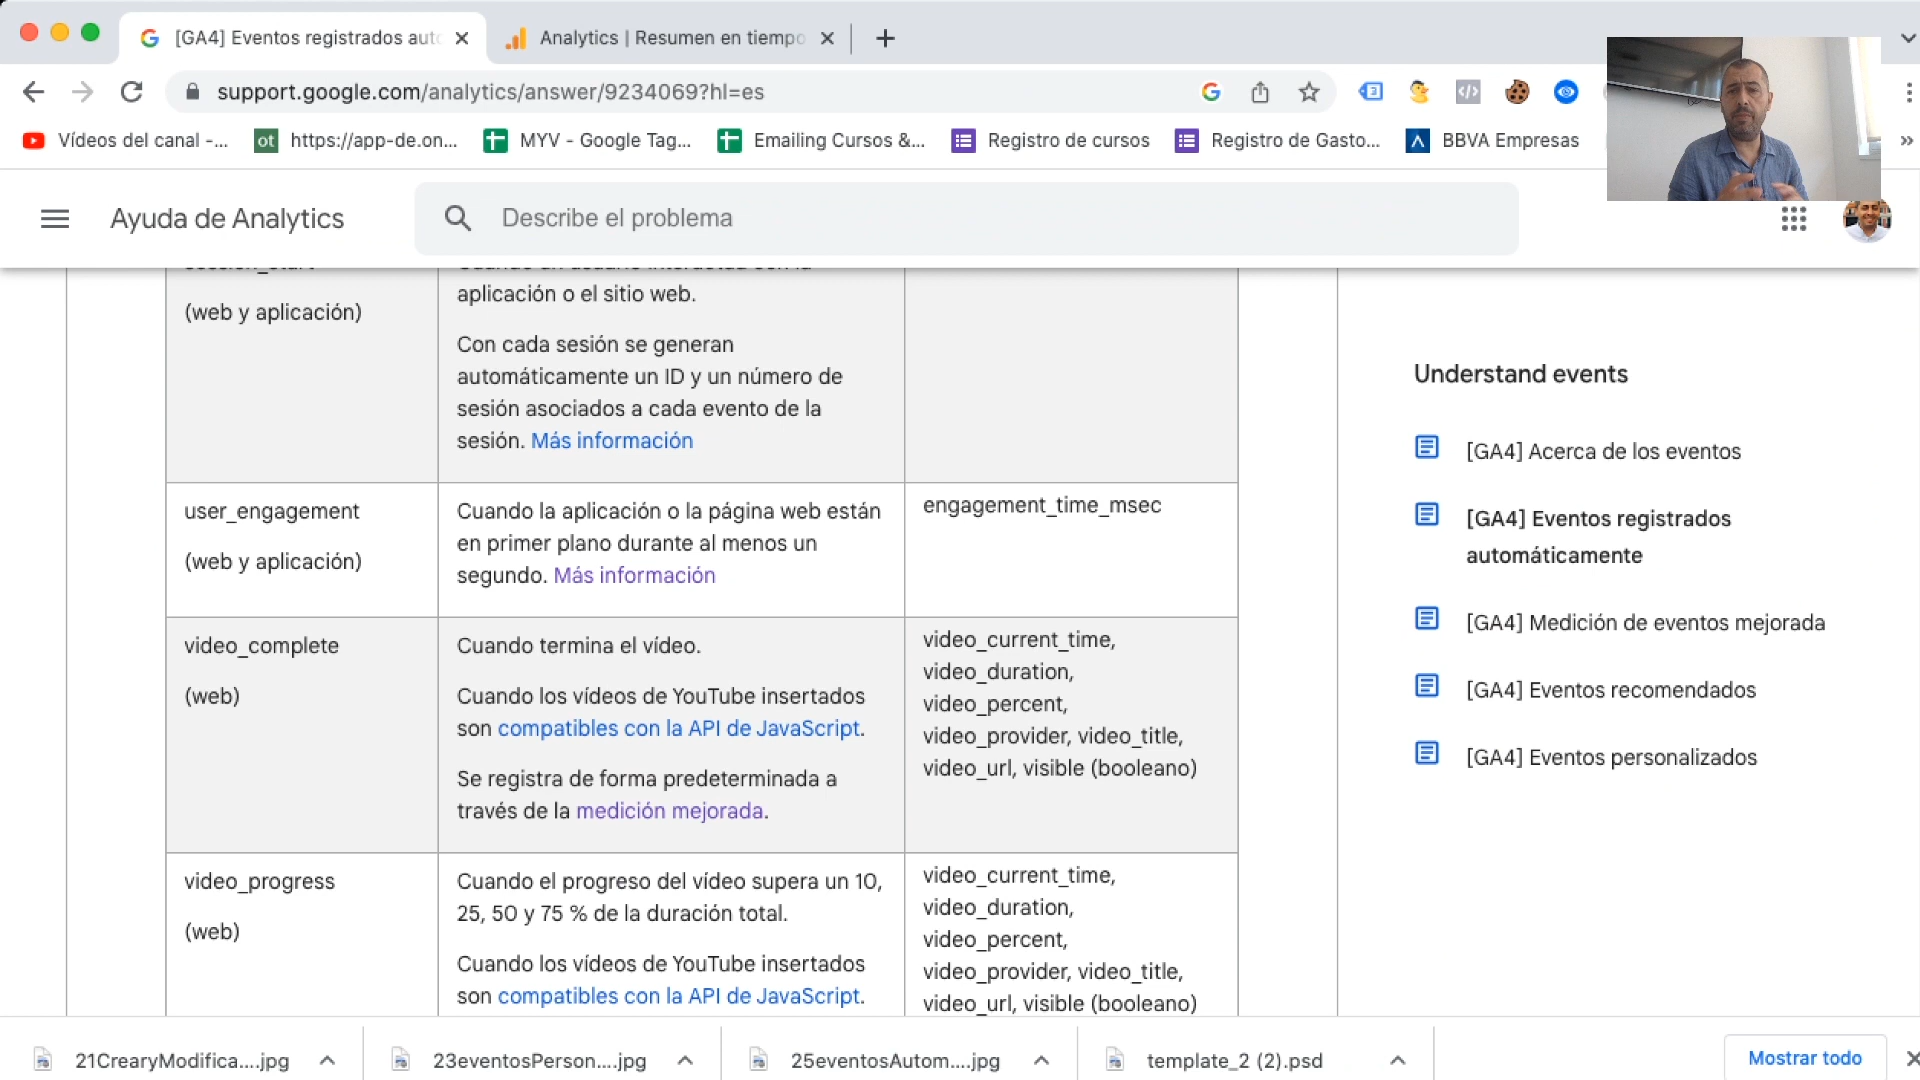 [GA4] Eventos registrados auto
Analytics | Resumen en tiempo
support.google.com/analytics/answer/9234069?hl=es
Vídeos del canal -...
ot
https://app-de.on...
MYV - Google Tag...
Emailing Cursos &...
Registro de cursos
Registro de Gasto...
BBVA Empresas
Ayuda de Analytics
Describe el problema
(web y aplicación)
aplicación o el sitio web.
Con cada sesión se generan
automáticamente un ID y un número de
sesión asociados a cada evento de la
sesión. Más información
user_engagement
(web y aplicación)
Cuando la aplicación o la página web están
en primer plano durante al menos un
segundo. Más información
engagement_time_msec
video_complete
(web)
Cuando termina el vídeo.
Cuando los vídeos de YouTube insertados
son compatibles con la API de JavaScript.
Se registra de forma predeterminada a
través de la medición mejorada.
video_current_time,
video_duration,
video_percent,
video_provider, video_title,
video_url, visible (booleano)
video_progress
(web)
Cuando el progreso del vídeo supera un 10,
25, 50 y 75 % de la duración total.
Cuando los vídeos de YouTube insertados
son compatibles con la API de JavaScript.
video_current_time,
video_duration,
video_percent,
video_provider, video_title,
video_url, visible (booleano)
Understand events
[GA4] Acerca de los eventos
[GA4] Eventos registrados
automáticamente
[GA4] Medición de eventos mejorada
[GA4] Eventos recomendados
[GA4] Eventos personalizados
21CrearyModifica....jpg
23eventosPerson....jpg
25eventosAutom....jpg
template_2 (2).psd
Mostrar todo